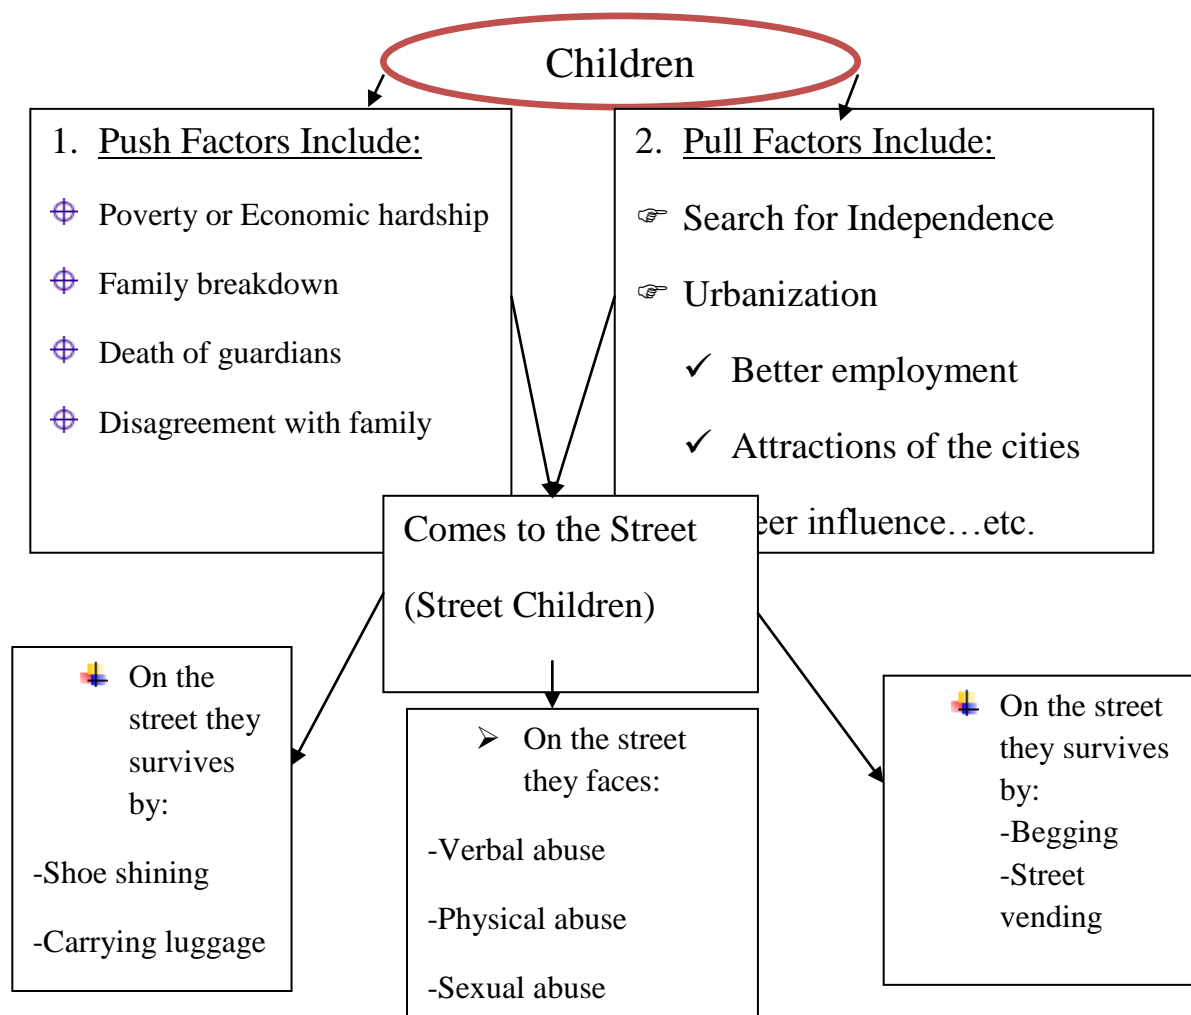 Children
1. Push Factors Include:
Poverty or Economic hardship
Family breakdown
Death of guardians
Disagreement with family
2. Pull Factors Include:
Search for Independence
Urbanization
✓ Better employment
✓ Attractions of the cities
eer influence…etc.
Comes to the Street
(Street Children)
On the
street they
survives
by:
-Shoe shining
-Carrying luggage
➢ On the street
they faces:
-Verbal abuse
-Physical abuse
-Sexual abuse
On the street
they survives
by:
-Begging
-Street
vending